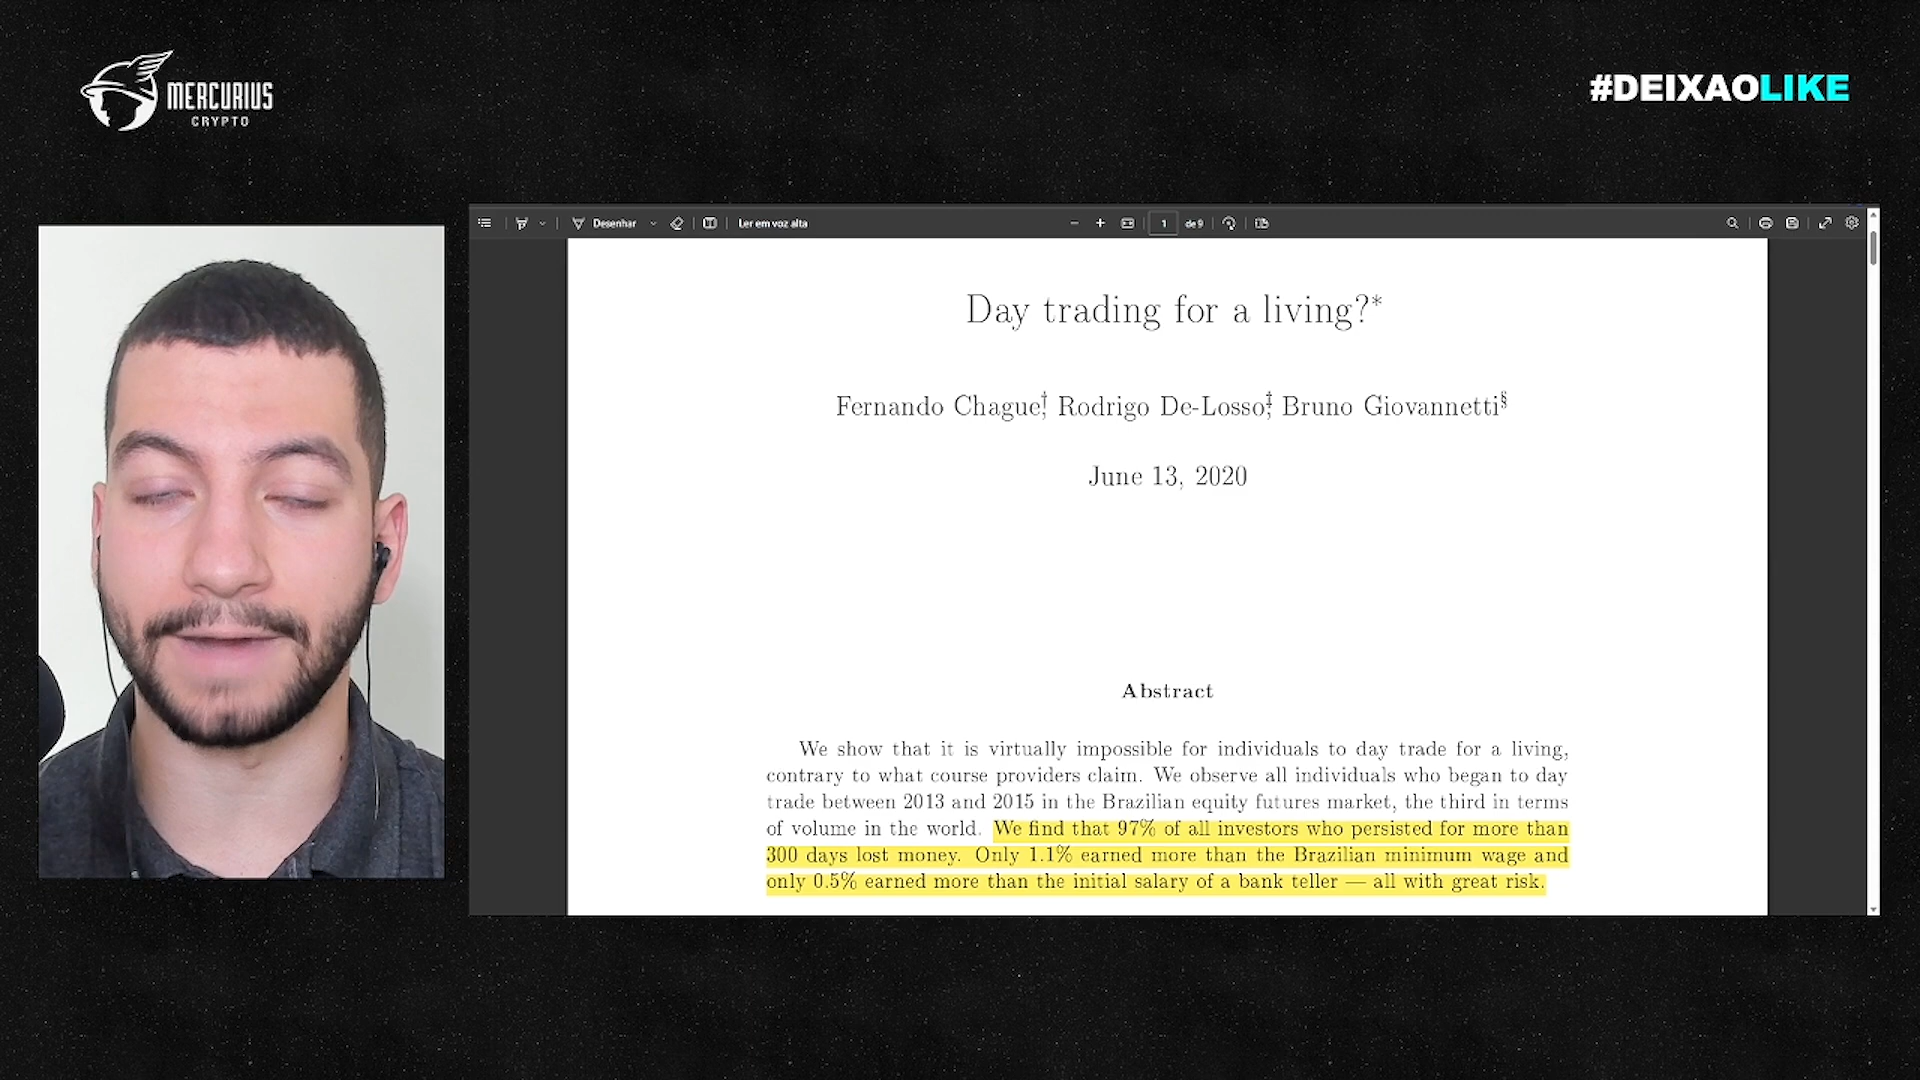 MERCURIUS
CRYPTO
#DEIXAOLIKE
Desenhar
Ler em voz alta
1
de 9
Day trading for a living?*
Fernando Chague†, Rodrigo De-Losso‡, Bruno Giovannetti§
June 13, 2020
Abstract
We show that it is virtually impossible for individuals to day trade for a living,
contrary to what course providers claim. We observe all individuals who began to day
trade between 2013 and 2015 in the Brazilian equity futures market, the third in terms
of volume in the world. We find that 97% of all investors who persisted for more than
300 days lost money. Only 1.1% earned more than the Brazilian minimum wage and
only 0.5% earned more than the initial salary of a bank teller — all with great risk.